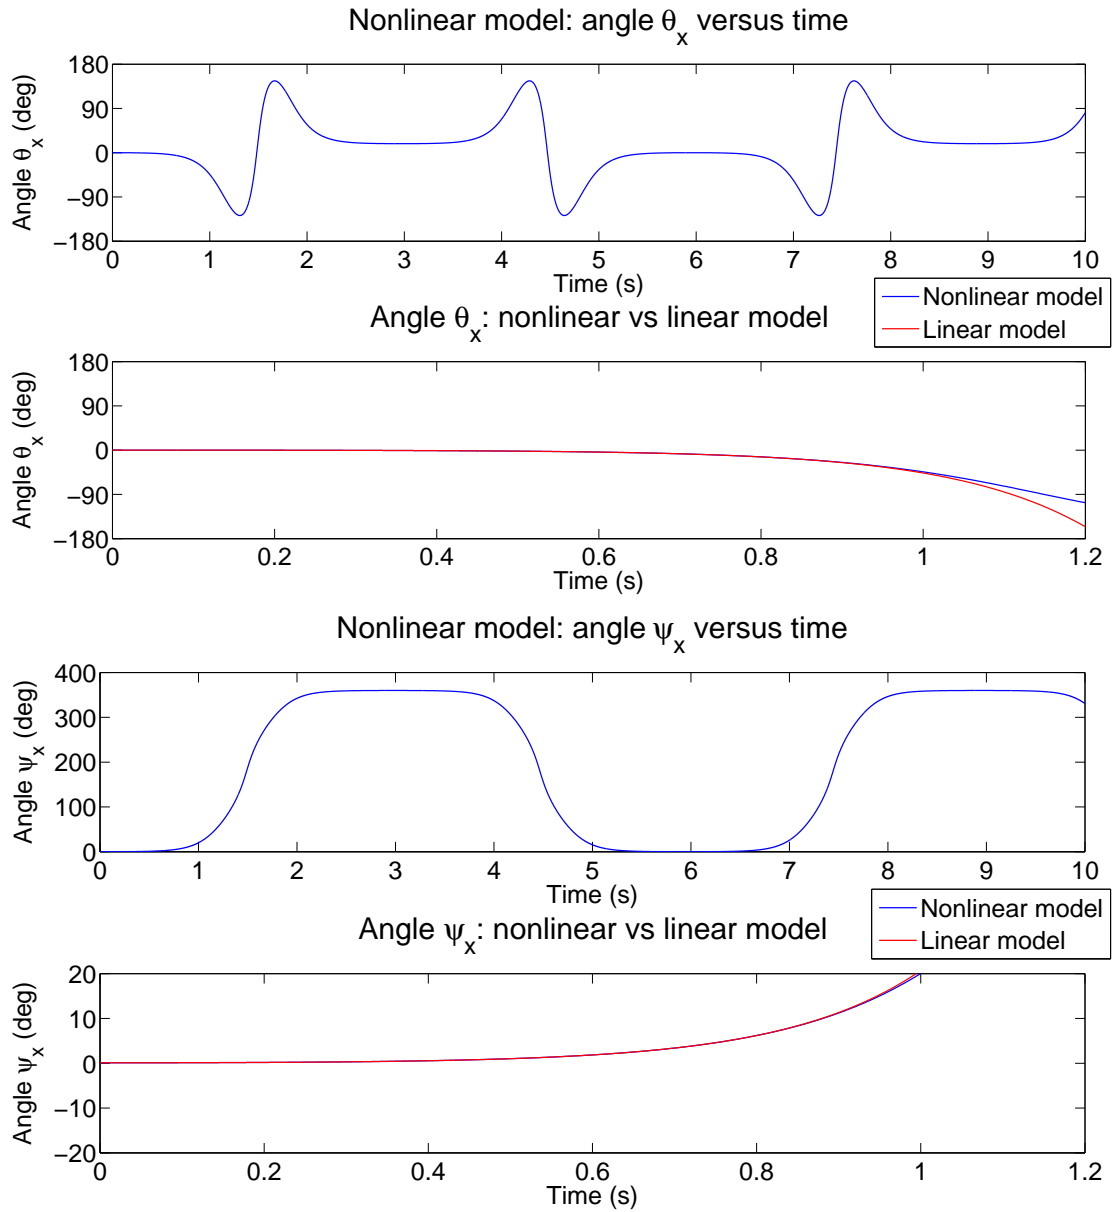 Nonlinear model: angle θx versus time
Angle θx (deg)
180
90
0
−90
−180
0 1 2 3 4 5 6 7 8 9 10
Time (s)
Nonlinear model
Linear model
Angle θx: nonlinear vs linear model
Angle θx (deg)
180
90
0
−90
−180
0 0.2 0.4 0.6 0.8 1 1.2
Time (s)
Nonlinear model: angle ψx versus time
Angle ψx (deg)
400
300
200
100
0
0 1 2 3 4 5 6 7 8 9 10
Time (s)
Nonlinear model
Linear model
Angle ψx: nonlinear vs linear model
Angle ψx (deg)
20
10
0
−10
−20
0 0.2 0.4 0.6 0.8 1 1.2
Time (s)